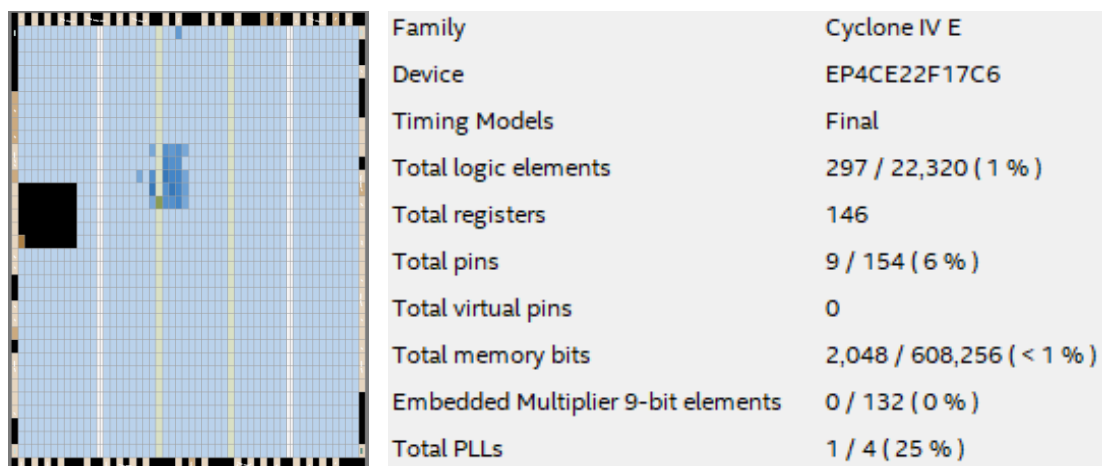 Family Cyclone IV E
Device EP4CE22F17C6
Timing Models Final
Total logic elements 297 / 22,320 ( 1 % )
Total registers 146
Total pins 9 / 154 ( 6 % )
Total virtual pins 0
Total memory bits 2,048 / 608,256 ( < 1 % )
Embedded Multiplier 9-bit elements 0 / 132 ( 0 % )
Total PLLs 1 / 4 ( 25 % )